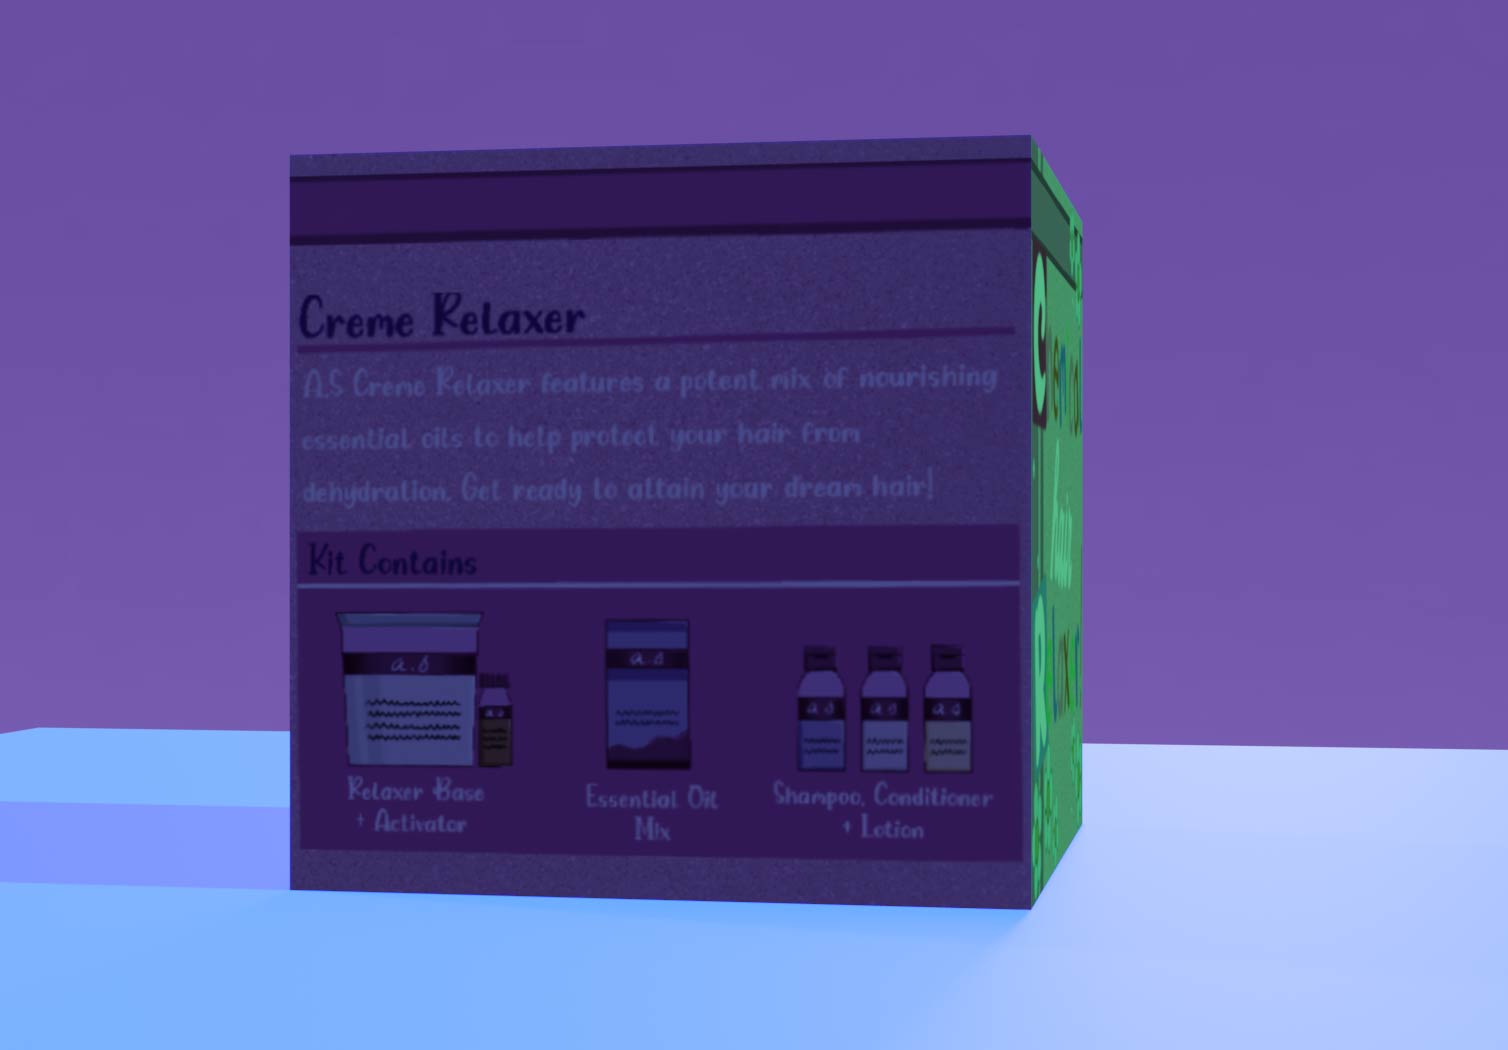 Creme Relaxer
A.S Creme Relaxer features a potent mix of nourishing
essential oils to help protect your hair from
dehydration. Get ready to attain your dream hair!
Kit Contains
a.s
a.s
a.s
a.s
a.s
a.s
Relaxer Base
+ Activator
Essential Oil
Mix
Shampoo, Conditioner
+ Lotion
hair